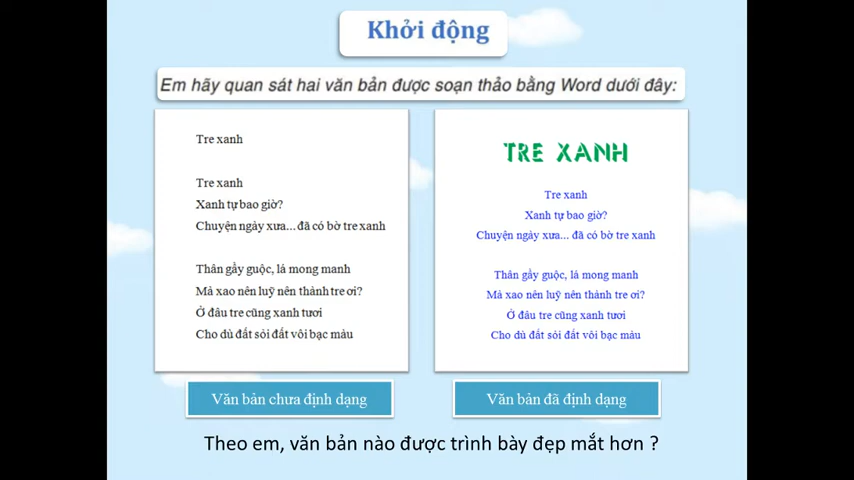 Khởi động
Em hãy quan sát hai văn bản được soạn thảo bằng Word dưới đây:
Tre xanh
Tre xanh
Xanh tự bao giờ?
Chuyện ngày xưa... đã có bờ tre xanh
Thân gầy guộc, lá mong manh
Mà xao nên luỹ nên thành tre ơi?
Ở đâu tre cũng xanh tươi
Cho dù đất sỏi đất vôi bạc màu
TRE XANH
Tre xanh
Xanh tự bao giờ?
Chuyện ngày xưa... đã có bờ tre xanh
Thân gầy guộc, lá mong manh
Mà xao nên luỹ nên thành tre ơi?
Ở đâu tre cũng xanh tươi
Cho dù đất sỏi đất vôi bạc màu
Văn bản chưa định dạng
Văn bản đã định dạng
Theo em, văn bản nào được trình bày đẹp mắt hơn ?